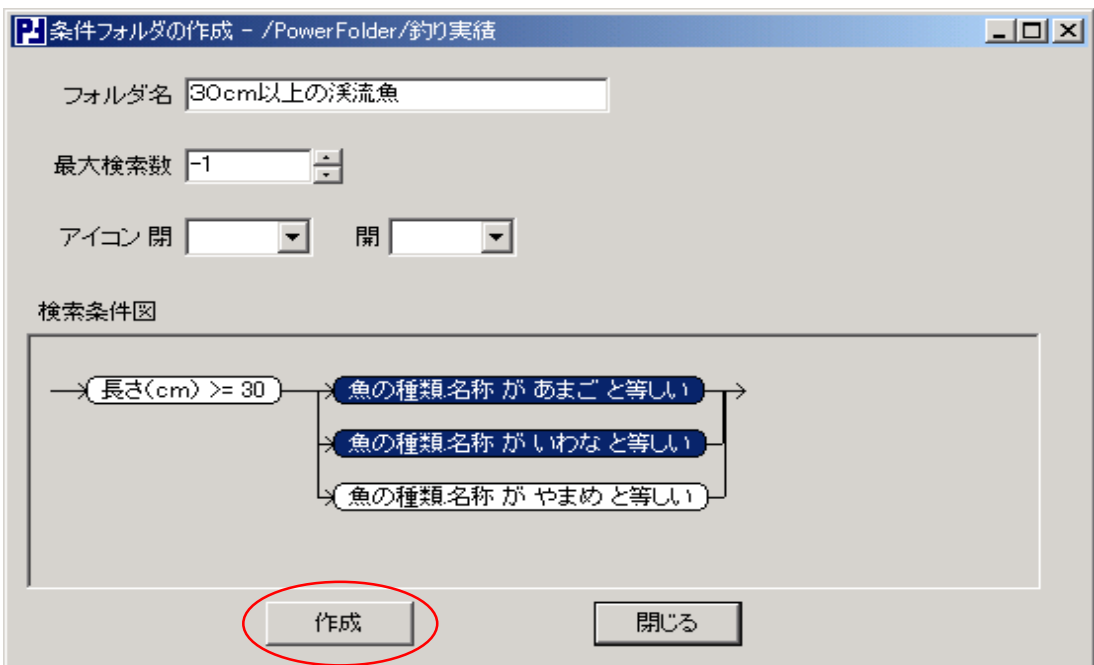 条件フォルダの作成 - /PowerFolder/釣り実績
フォルダ名 30cm以上の渓流魚
最大検索数 -1
アイコン 閉 開
検索条件図
長さ(cm) >= 30 魚の種類.名称 が あまご と等しい
魚の種類.名称 が いわな と等しい
魚の種類.名称 が やまめ と等しい
作成 閉じる